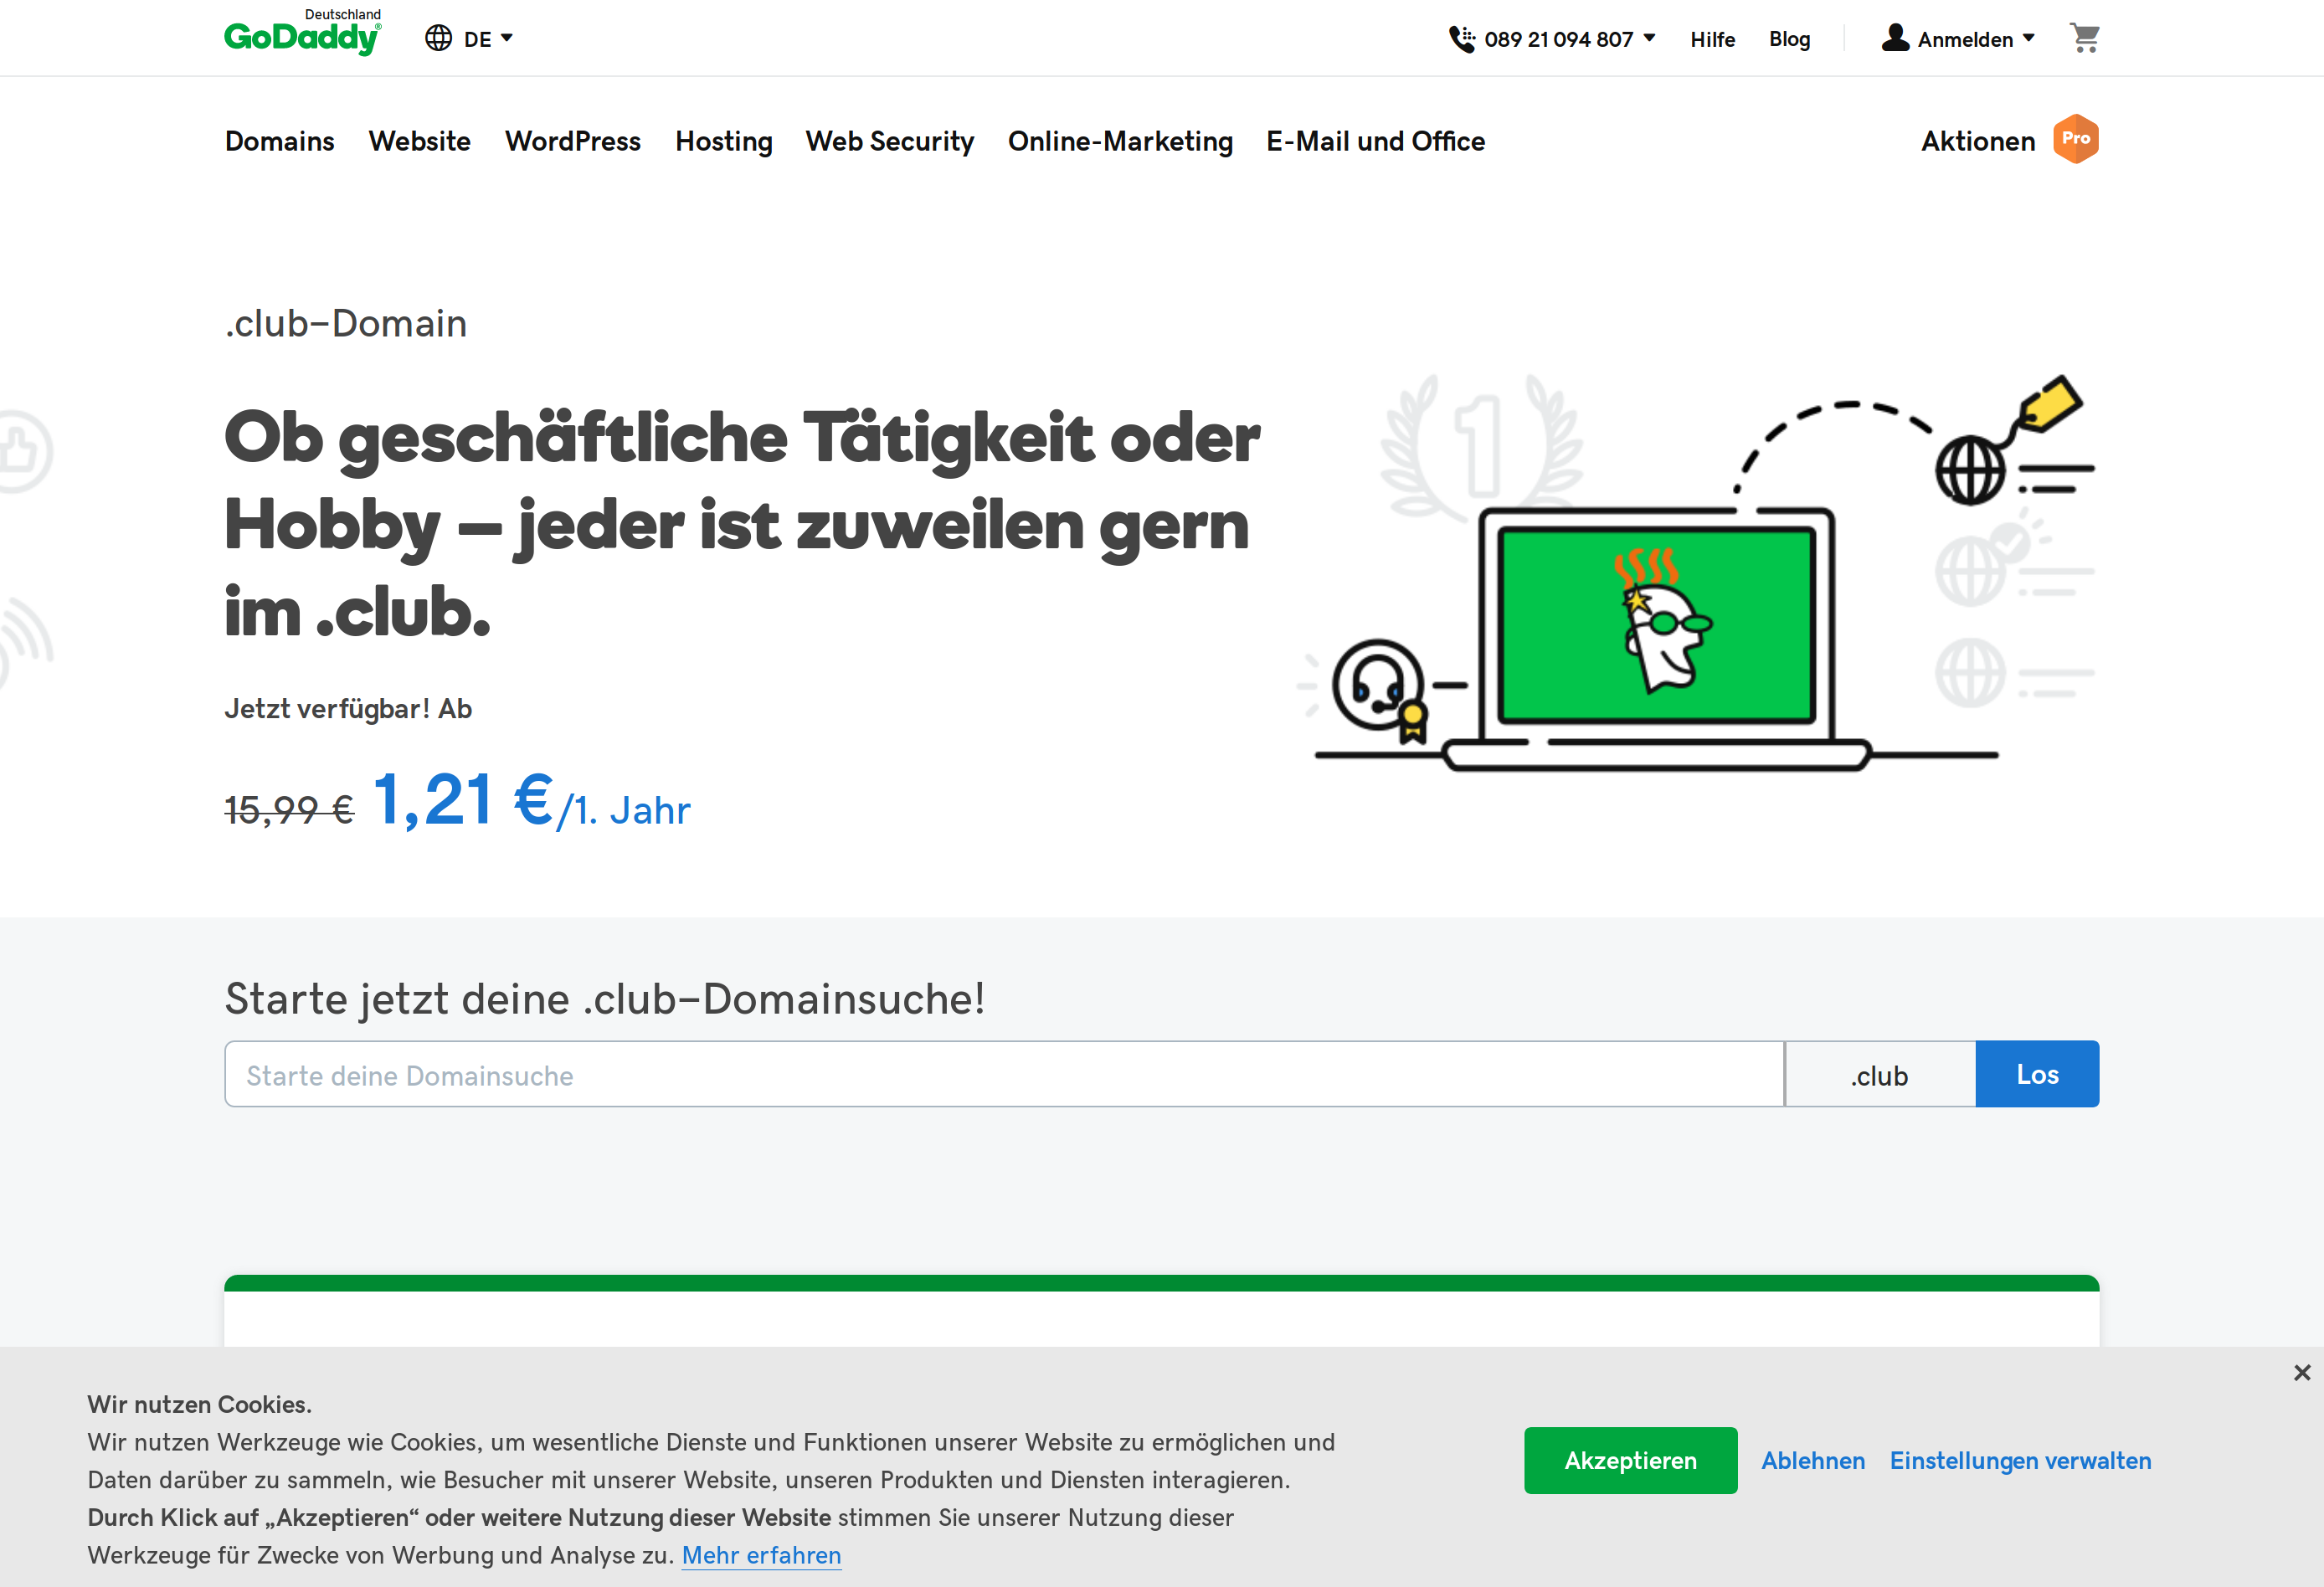 Deutschland
GoDaddy®
DE
089 21 094 807
Hilfe
Blog
Anmelden
Domains
Website
WordPress
Hosting
Web Security
Online-Marketing
E-Mail und Office
Aktionen
Pro
.club-Domain
Ob geschäftliche Tätigkeit oder
Hobby – jeder ist zuweilen gern
im .club.
1
Jetzt verfügbar! Ab
15,99 € 1,21 €/1. Jahr
Starte jetzt deine .club-Domainsuche!
Starte deine Domainsuche
.club
Los
Wir nutzen Cookies.
Wir nutzen Werkzeuge wie Cookies, um wesentliche Dienste und Funktionen unserer Website zu ermöglichen und
Daten darüber zu sammeln, wie Besucher mit unserer Website, unseren Produkten und Diensten interagieren.
Durch Klick auf „Akzeptieren“ oder weitere Nutzung dieser Website stimmen Sie unserer Nutzung dieser
Werkzeuge für Zwecke von Werbung und Analyse zu. Mehr erfahren
Akzeptieren
Ablehnen
Einstellungen verwalten